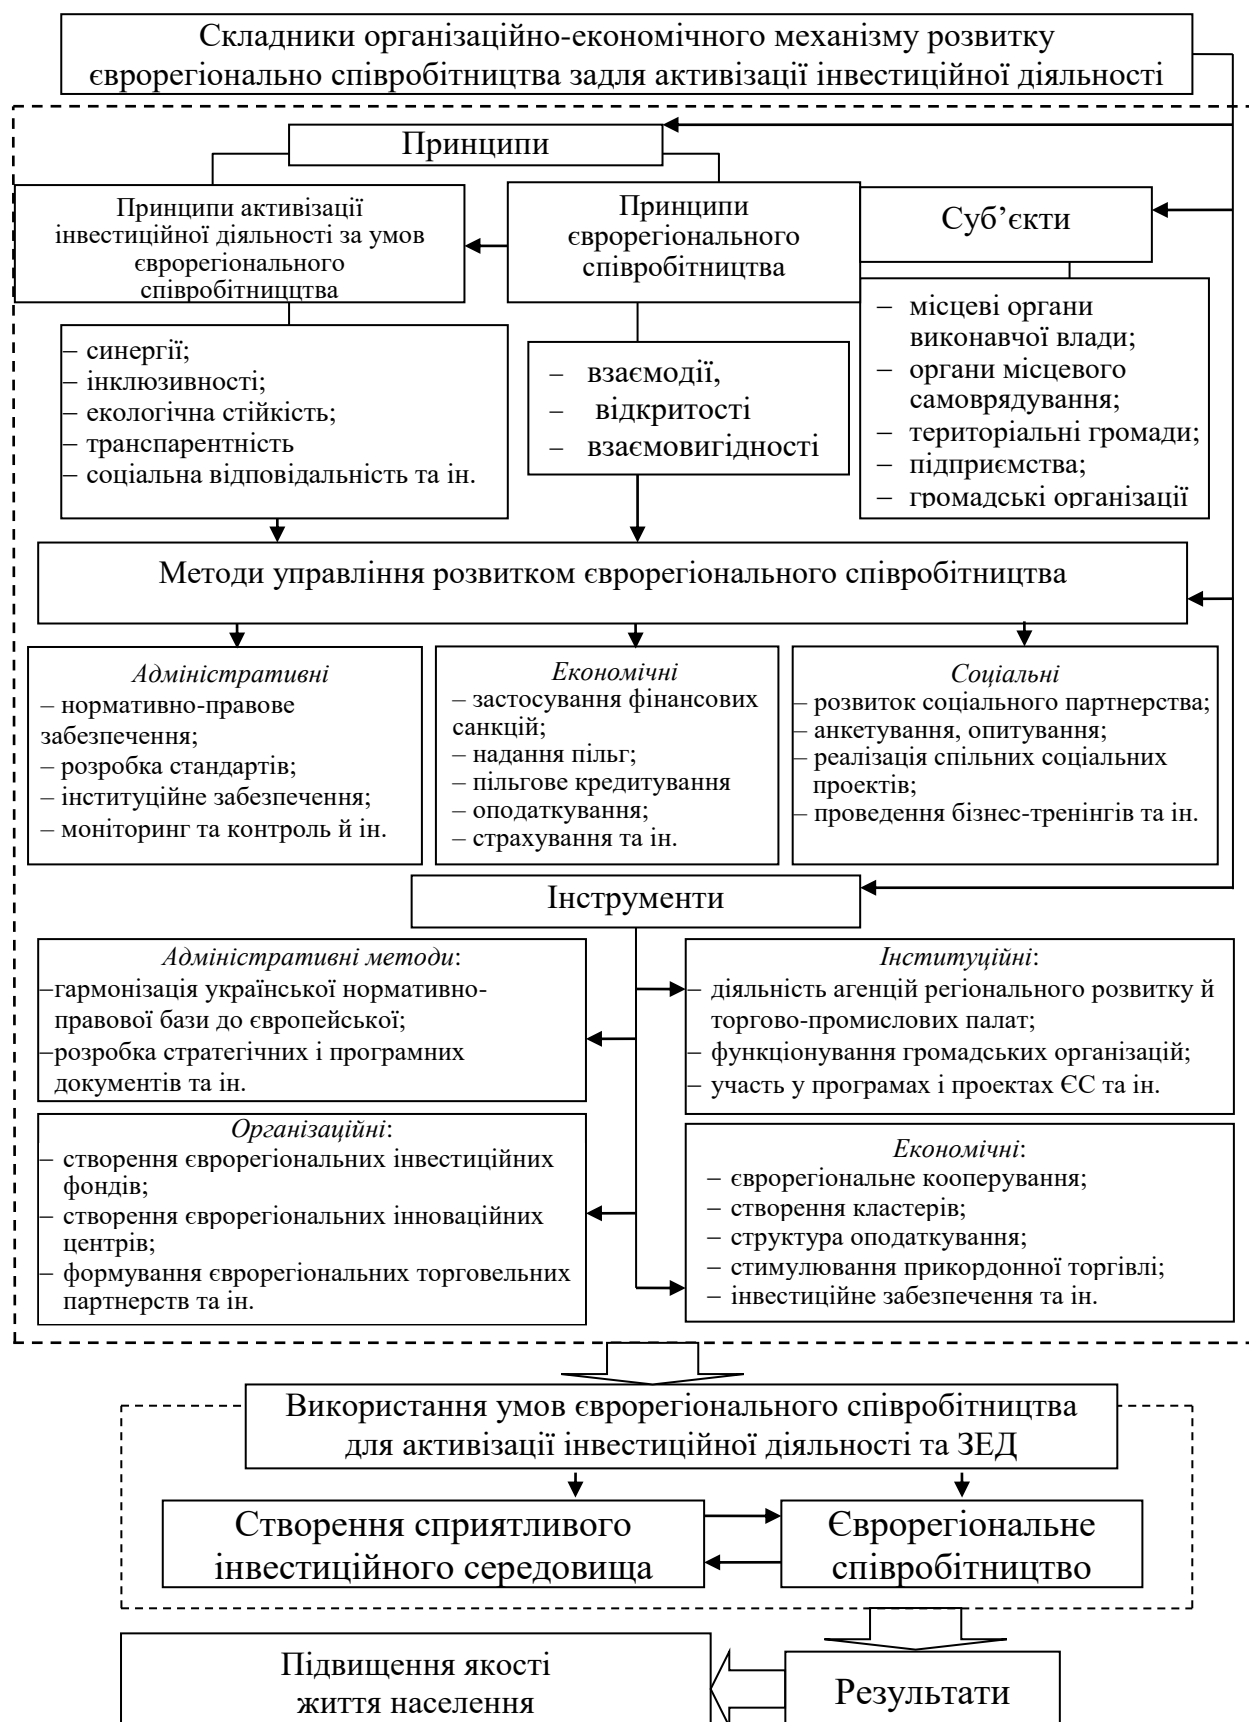 Складники організаційно-економічного механізму розвитку
єврорегіонально співробітництва задля активізації інвестиційної діяльності
Принципи
Принципи активізації
інвестиційної діяльності за умов
єврорегіонального
співробітниццтва
Принципи
єврорегіонального
співробітництва
Суб’єкти
– синергії;
– інклюзивності;
– екологічна стійкість;
– транспарентність
– соціальна відповідальність та ін.
– взаємодії,
– відкритості
– взаємовигідності
– місцеві органи
виконавчої влади;
– органи місцевого
самоврядування;
– територіальні громади;
– підприємства;
– громадські організації
Методи управління розвитком єврорегіонального співробітництва
Адміністративні
– нормативно-правове
забезпечення;
– розробка стандартів;
– інституційне забезпечення;
– моніторинг та контроль й ін.
Економічні
– застосування фінансових
санкцій;
– надання пільг;
– пільгове кредитування
– оподаткування;
– страхування та ін.
Соціальні
– розвиток соціального партнерства;
– анкетування, опитування;
– реалізація спільних соціальних
проектів;
– проведення бізнес-тренінгів та ін.
Інструменти
Адміністративні методи:
–гармонізація української нормативно-
правової бази до європейської;
–розробка стратегічних і програмних
документів та ін.
Інституційні:
– діяльність агенцій регіонального розвитку й
торгово-промислових палат;
– функціонування громадських організацій;
– участь у програмах і проектах ЄС та ін.
Організаційні:
– створення єврорегіональних інвестиційних
фондів;
– створення єврорегіональних інноваційних
центрів;
– формування єврорегіональних торговельних
партнерств та ін.
Економічні:
– єврорегіональне кооперування;
– створення кластерів;
– структура оподаткування;
– стимулювання прикордонної торгівлі;
– інвестиційне забезпечення та ін.
Використання умов єврорегіонального співробітництва
для активізації інвестиційної діяльності та ЗЕД
Створення сприятливого
інвестиційного середовища
Єврорегіональне
співробітництво
Підвищення якості
життя населення
Результати